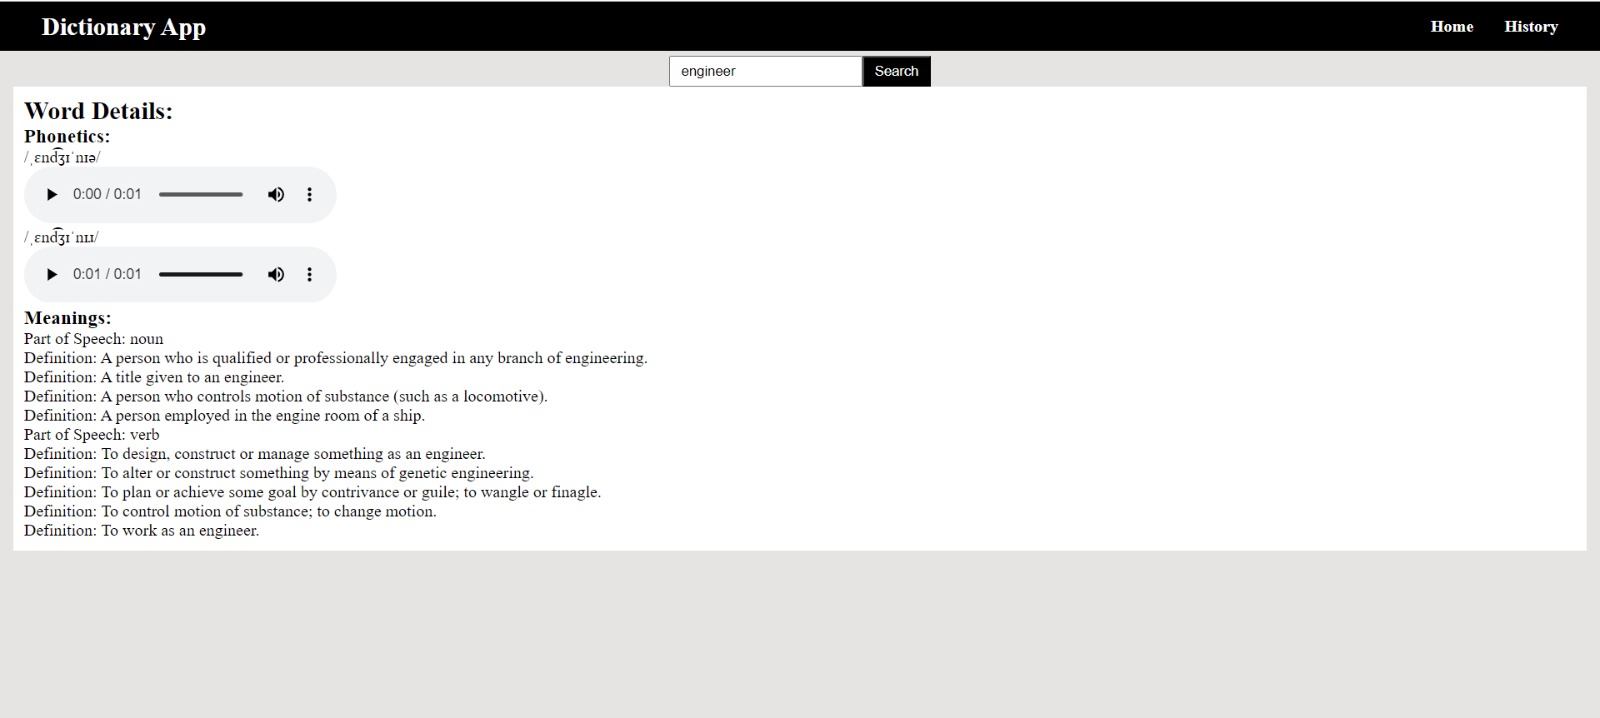 Dictionary App
Home History
engineer Search
Word Details:
Phonetics:
/ˌɛnd͡ʒɪˈnɪə/
0:00 / 0:01
/ˌɛnd͡ʒɪˈnɪɹ/
0:01 / 0:01
Meanings:
Part of Speech: noun
Definition: A person who is qualified or professionally engaged in any branch of engineering.
Definition: A title given to an engineer.
Definition: A person who controls motion of substance (such as a locomotive).
Definition: A person employed in the engine room of a ship.
Part of Speech: verb
Definition: To design, construct or manage something as an engineer.
Definition: To alter or construct something by means of genetic engineering.
Definition: To plan or achieve some goal by contrivance or guile; to wangle or finagle.
Definition: To control motion of substance; to change motion.
Definition: To work as an engineer.